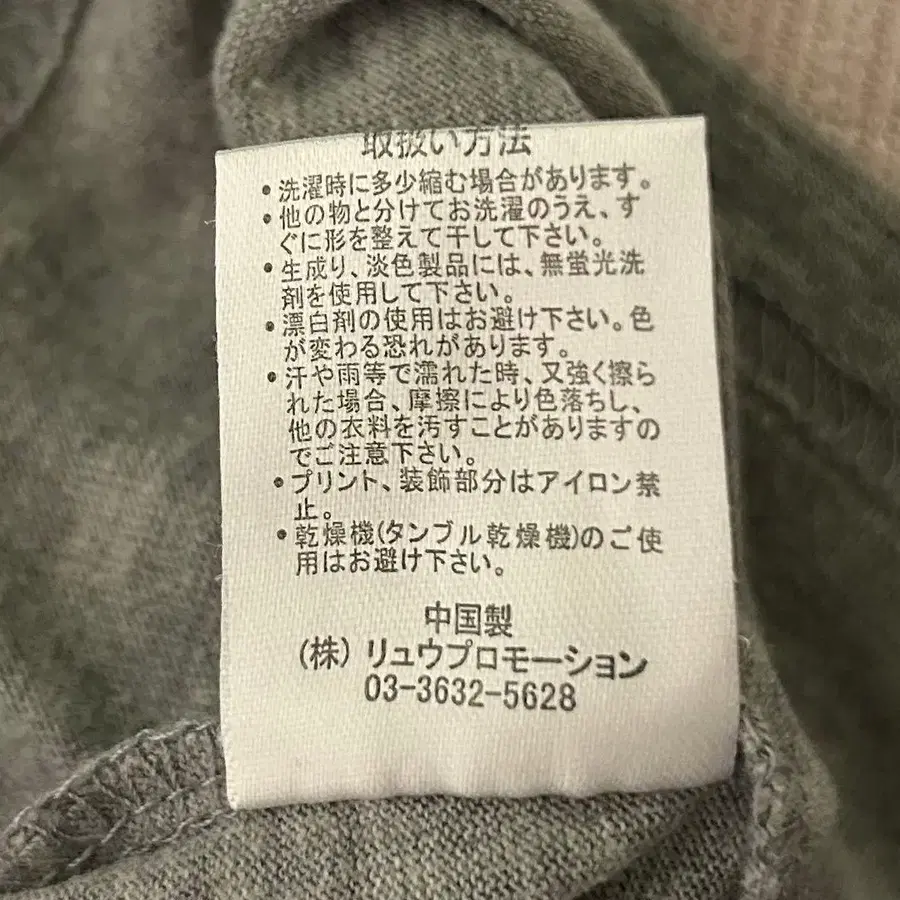 取扱い方法
・洗濯時に多少縮む場合があります。
・他の物と分けてお洗濯のうえ、す
ぐに形を整えて干して下さい。
・生成り、淡色製品には、無蛍光洗
剤を使用して下さい。
・漂白剤の使用はお避け下さい。色
が変わる恐れがあります。
・汗や雨等で濡れた時、又強く擦ら
れた場合、摩擦により色落ちし、
他の衣料を汚すことがありますの
でご注意下さい。
・プリント、装飾部分はアイロン禁
止。
・乾燥機(タンブル乾燥機)のご使
用はお避け下さい。
中国製
(株)リュウプロモーション
03-3632-5628